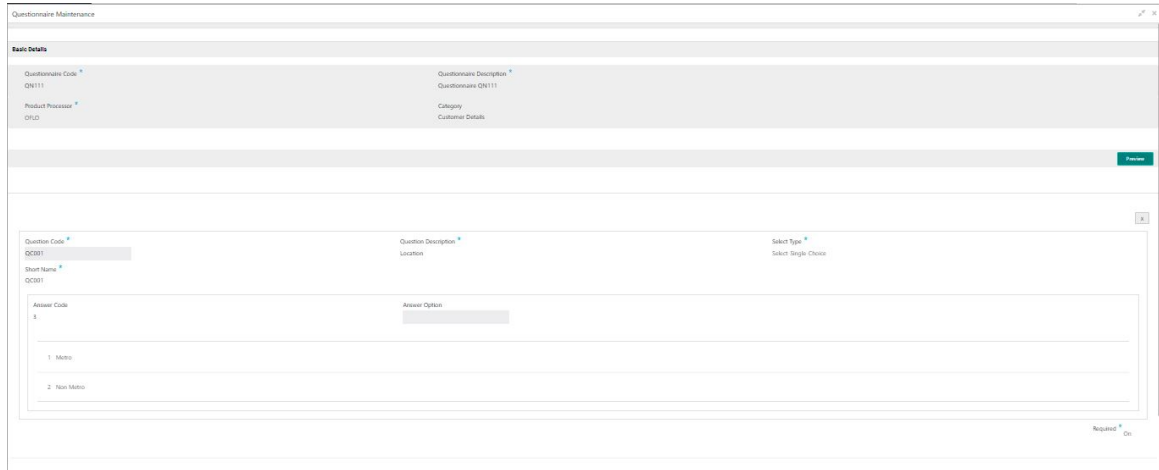 Questionnaire Maintenance
Basic Details
Questionnaire Code *
Questionnaire Description *
QN111
Questionnaire QN111
Product Processor *
Category
OFLO
Customer Details
Preview
x
Question Code *
Question Description *
Select Type *
QC001
Location
Select Single Choice
Short Name *
QC001
Answer Code
Answer Option
3
1 Metro
2 Non Metro
Required *
On